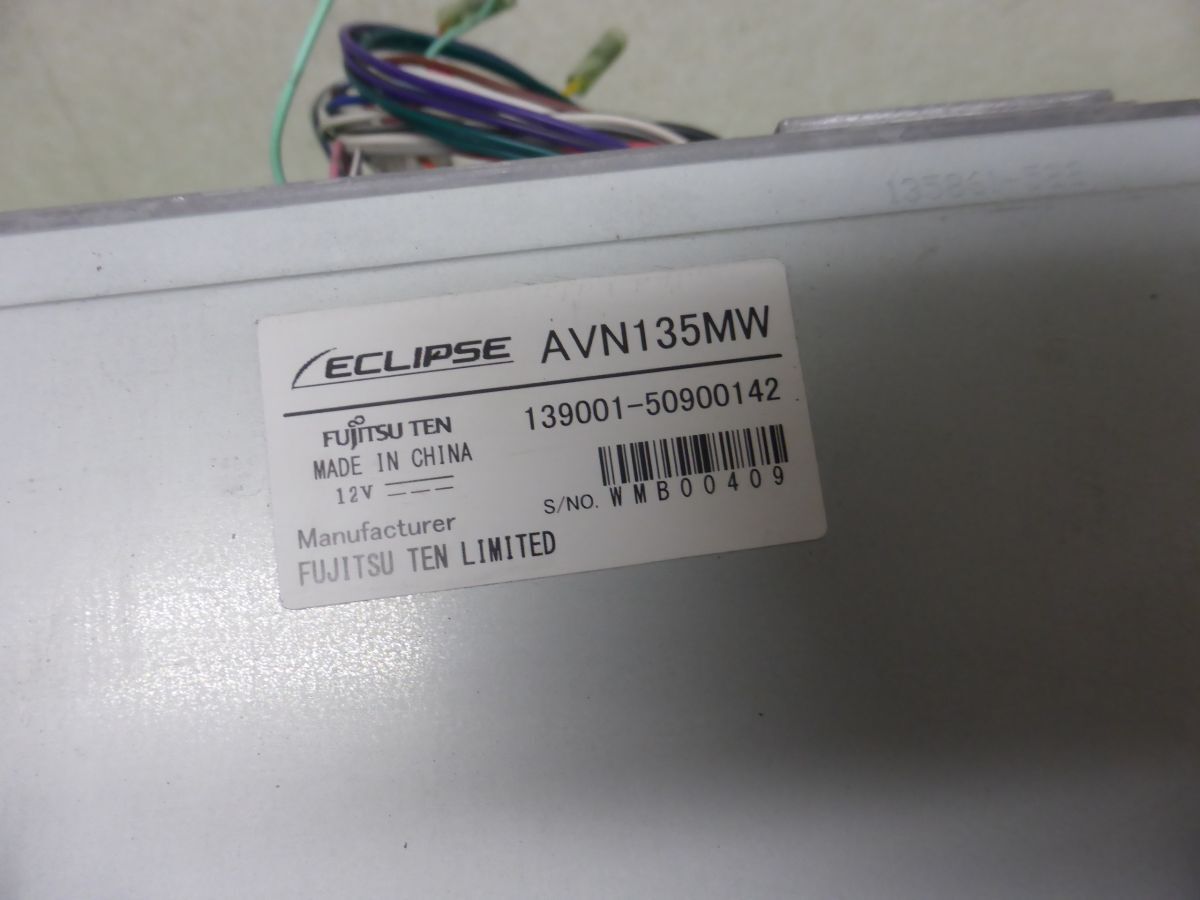 ECLIPSE AVN135MW
FUJITSU TEN
139001-50900142
MADE IN CHINA
12V
S/NO. WMB00409
Manufacturer
FUJITSU TEN LIMITED